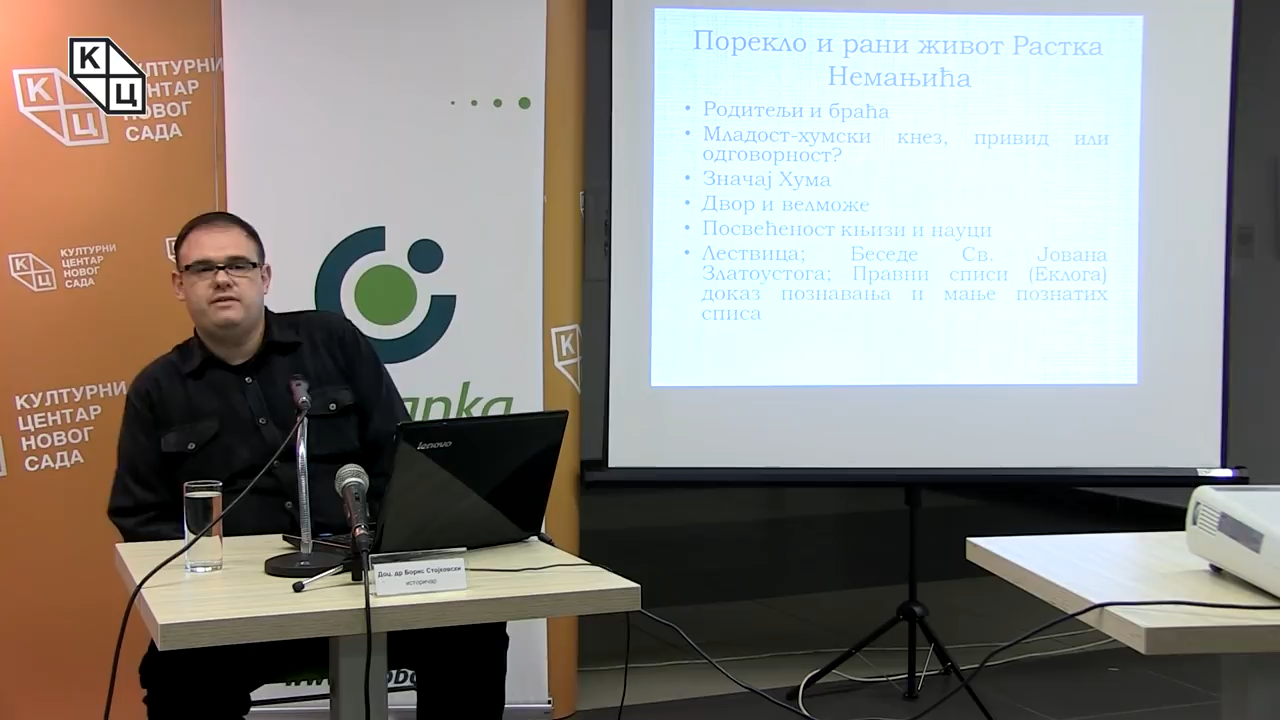 КУЛТУРНИ
ЦЕНТАР
НОВОГ
САДА
К
Ц
К
Ц
КУЛТУРНИ
ЦЕНТАР
НОВОГ
САДА
К
Ц
КУЛТУРНИ
ЦЕНТАР
НОВОГ
САДА
К
Порекло и рани живот Растка
Немањића
• Родитељи и браћа
• Младост-хумски кнез, привид или
одговорност?
• Значај Хума
• Двор и велможе
• Посвећеност књизи и науци
• Лествица; Беседе Св. Јована
Златоустога; Правни списи (Еклога)
доказ познавања и мање познатих
списа
lenovo
Доц. др Борис Стојковски
историчар